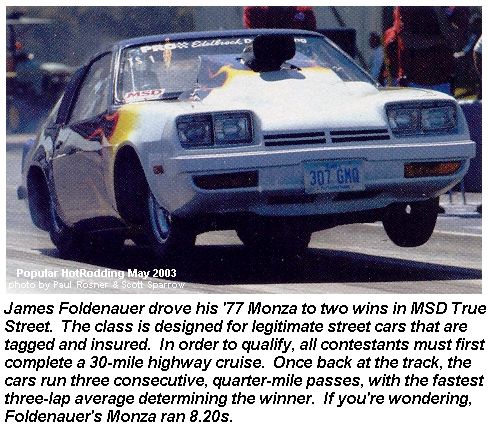 PRO Edelbrock
MSD
307 GMQ
Popular HotRodding May 2003
photo by Paul Rosner & Scott Sparrow
James Foldenauer drove his '77 Monza to two wins in MSD True
Street.  The class is designed for legitimate street cars that are
tagged and insured.  In order to qualify, all contestants must first
complete a 30-mile highway cruise.  Once back at the track, the
cars run three consecutive, quarter-mile passes, with the fastest
three-lap average determining the winner.  If you're wondering,
Foldenauer's Monza ran 8.20s.